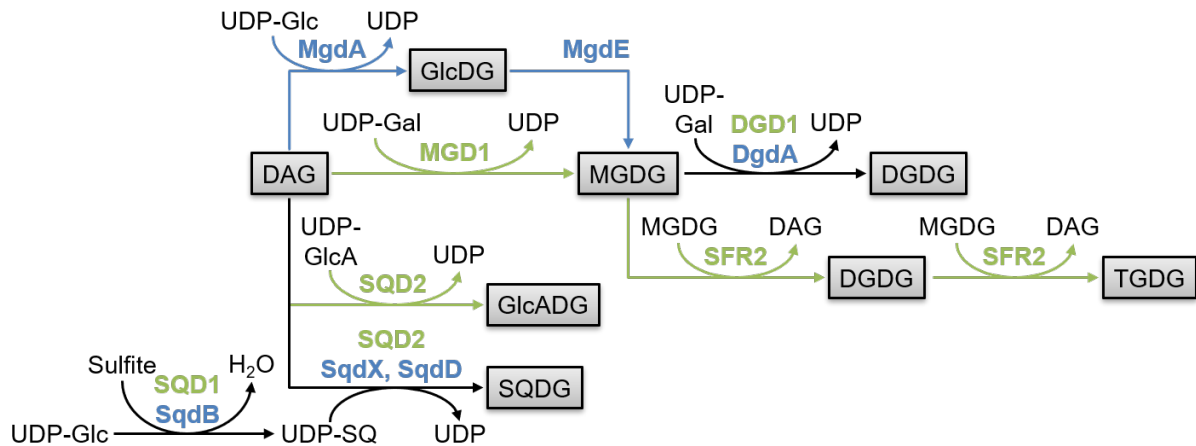 UDP-Glc UDP
MgdA
GlcDG
MgdE
UDP-Gal UDP
MGD1
UDP-
Gal
DGD1
DgdA
UDP
DAG
MGDG
DGDG
UDP-
GlcA
SQD2
UDP
GlcADG
MGDG DAG
SFR2
DGDG
MGDG DAG
SFR2
TGDG
SQD2
SqdX, SqdD
SQDG
Sulfite H₂O
SQD1
SqdB
UDP-Glc UDP-SQ UDP